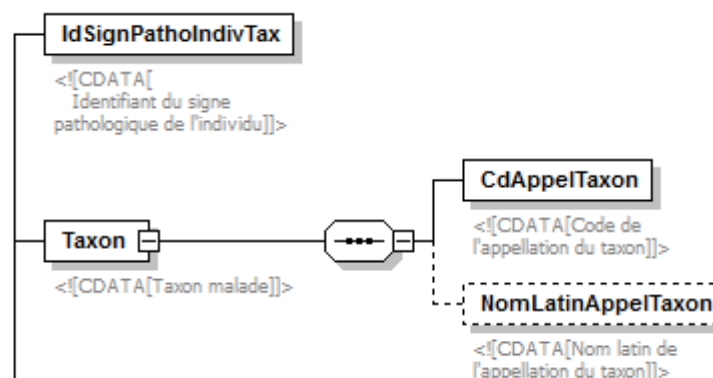 IdSignPathoIndivTax
<![CDATA[
Identifiant du signe
pathologique de l'individu]]>
CdAppelTaxon
<![CDATA[Code de
l'appellation du taxon]]>
Taxon
<![CDATA[Taxon malade]]>
NomLatinAppelTaxon
<![CDATA[Nom latin de
l'appellation du taxon]]>